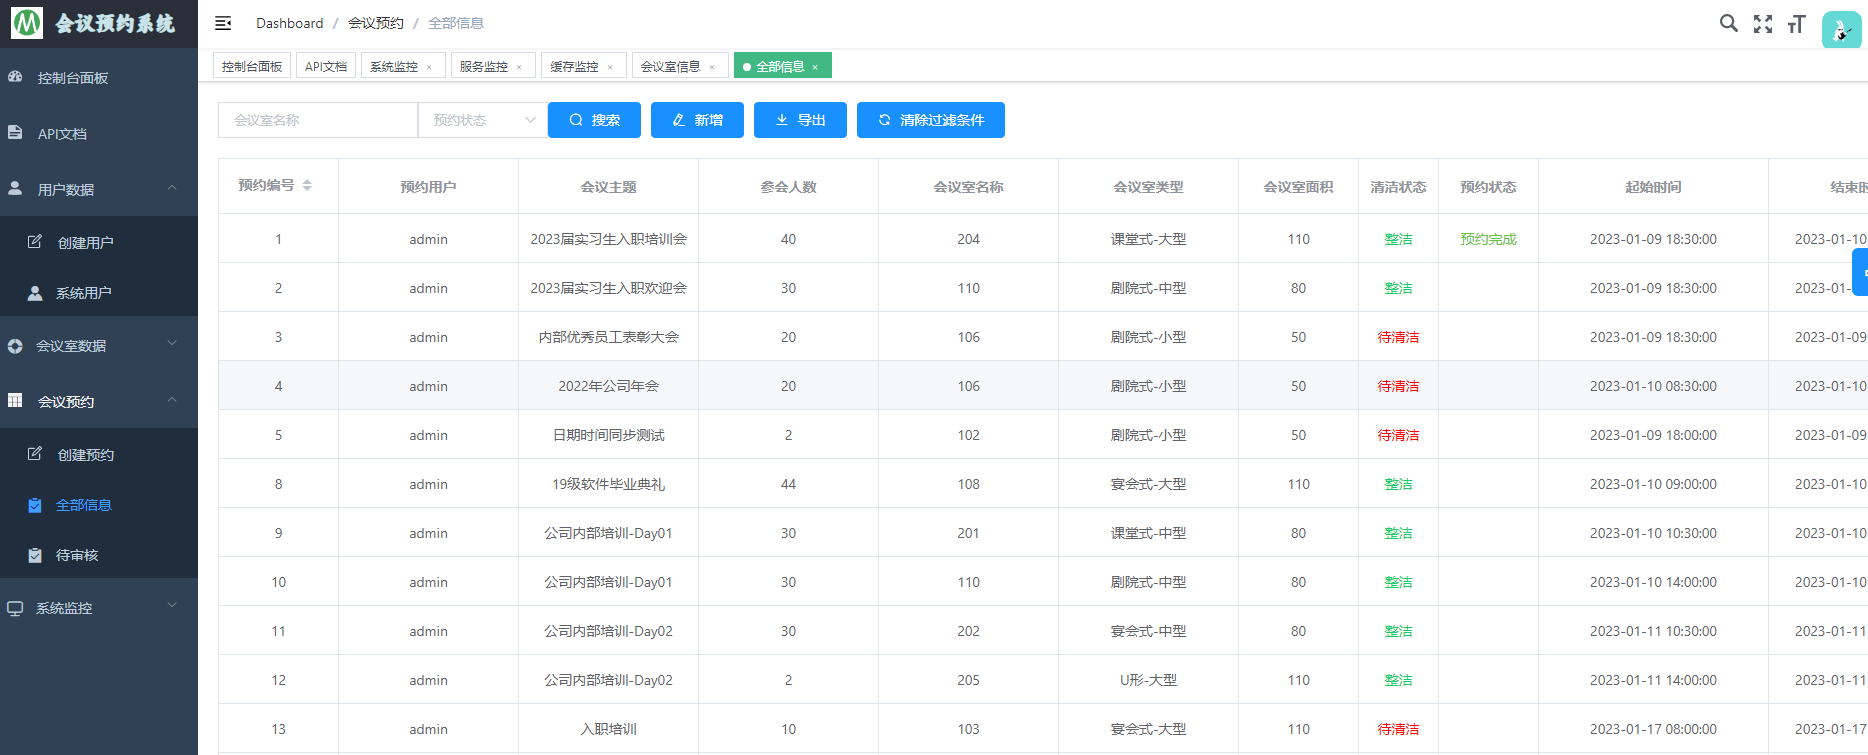 会议预约系统
Dashboard / 会议预约 / 全部信息
控制台面板 API文档 系统监控 × 服务监控 × 缓存监控 × 会议室信息 × 全部信息 ×
控制台面板
API文档
用户数据
创建用户
系统用户
会议室数据
会议预约
创建预约
全部信息
待审核
系统监控
会议室名称 预约状态 搜索 新增 导出 清除过滤条件
预约编号 预约用户 会议主题 参会人数 会议室名称 会议室类型 会议室面积 清洁状态 预约状态 起始时间 结束时
1 admin 2023届实习生入职培训会 40 204 课堂式-大型 110 整洁 预约完成 2023-01-09 18:30:00 2023-01-10
2 admin 2023届实习生入职欢迎会 30 110 剧院式-中型 80 整洁 2023-01-09 18:30:00 2023-01-
3 admin 内部优秀员工表彰大会 20 106 剧院式-小型 50 待清洁 2023-01-09 18:30:00 2023-01-09
4 admin 2022年公司年会 20 106 剧院式-小型 50 待清洁 2023-01-10 08:30:00 2023-01-10
5 admin 日期时间同步测试 2 102 剧院式-小型 50 待清洁 2023-01-09 18:00:00 2023-01-09
8 admin 19级软件毕业典礼 44 108 宴会式-大型 110 整洁 2023-01-10 09:00:00 2023-01-10
9 admin 公司内部培训-Day01 30 201 课堂式-中型 80 整洁 2023-01-10 10:30:00 2023-01-10
10 admin 公司内部培训-Day01 30 110 剧院式-中型 80 整洁 2023-01-10 14:00:00 2023-01-10
11 admin 公司内部培训-Day02 30 202 宴会式-中型 80 整洁 2023-01-11 10:30:00 2023-01-11
12 admin 公司内部培训-Day02 2 205 U形-大型 110 整洁 2023-01-11 14:00:00 2023-01-11
13 admin 入职培训 10 103 宴会式-大型 110 待清洁 2023-01-17 08:00:00 2023-01-17